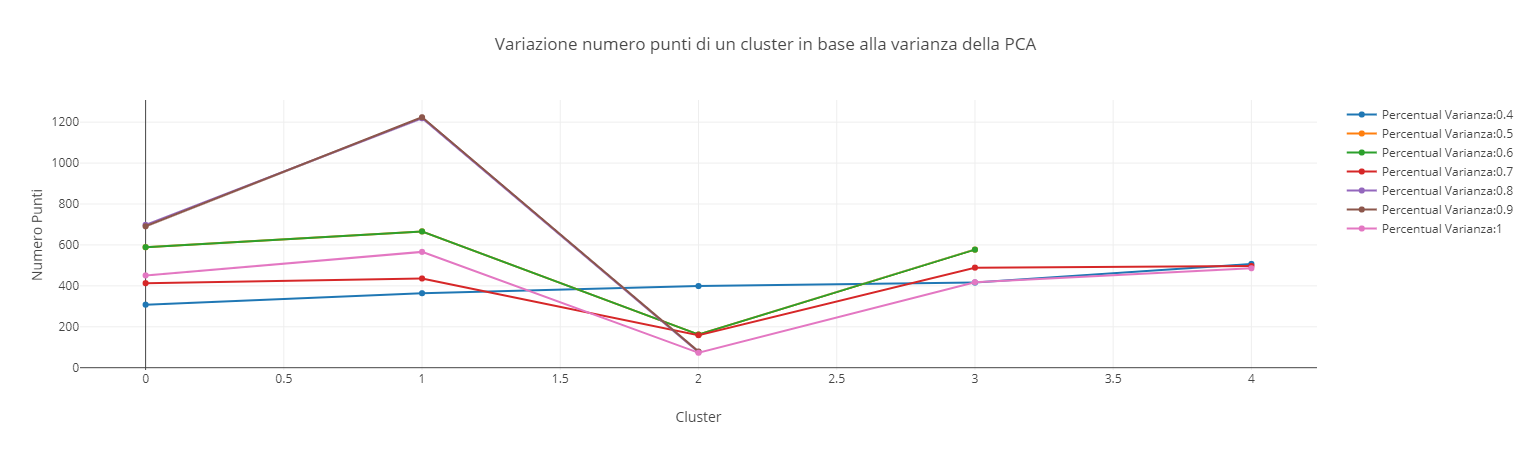 Variazione numero punti di un cluster in base alla varianza della PCA
Numero Punti
1200
1000
800
600
400
200
0
0
0.5
1
1.5
2
2.5
3
3.5
4
Cluster
Percentual Varianza:0.4
Percentual Varianza:0.5
Percentual Varianza:0.6
Percentual Varianza:0.7
Percentual Varianza:0.8
Percentual Varianza:0.9
Percentual Varianza:1